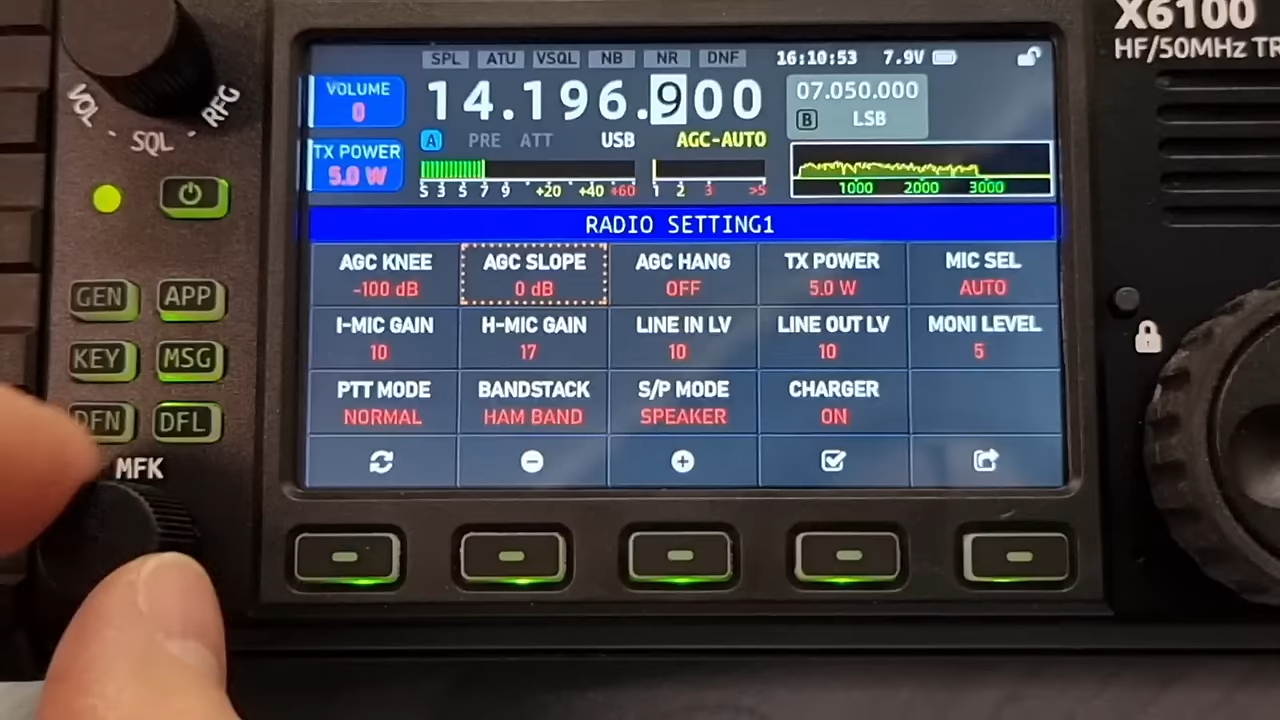 X6100
HF/50MHz TR
VOL - SQL - RFG
SPL ATU VSQL NB NR DNF 16:10:53 7.9V
VOLUME
0
14.196.900
07.050.000
B LSB
A PRE ATT USB AGC-AUTO
TX POWER
5.0 W
S 3 5 7 9 +20 +40 +60 1 2 3 >5
1000 2000 3000
RADIO SETTING1
AGC KNEE AGC SLOPE AGC HANG TX POWER MIC SEL
-100 dB 0 dB OFF 5.0 W AUTO
I-MIC GAIN H-MIC GAIN LINE IN LV LINE OUT LV MONI LEVEL
10 17 10 10 5
PTT MODE BANDSTACK S/P MODE CHARGER
NORMAL HAM BAND SPEAKER ON
GEN APP
KEY MSG
DFN DFL
MFK